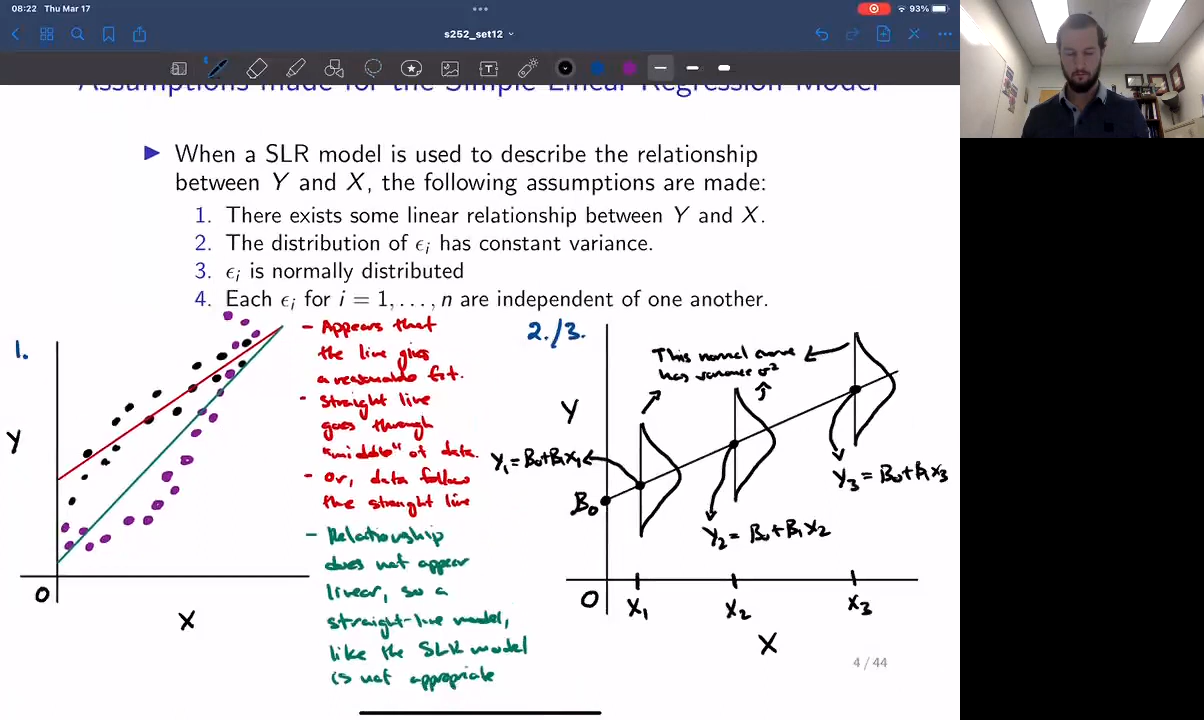 08:22 Thu Mar 17
93%
s252_set12
Assumptions made for the Simple Linear Regression Model
When a SLR model is used to describe the relationship
between Y and X, the following assumptions are made:
1. There exists some linear relationship between Y and X.
2. The distribution of ϵᵢ has constant variance.
3. ϵᵢ is normally distributed
4. Each ϵᵢ for i = 1, . . . , n are independent of one another.
1.
Y
0
X
- Appears that
the line gives
a reasonable fit.
- Straight line
goes through
"middle" of data.
- Or, data follow
the straight line
- Relationship
does not appear
linear, so a
straight-line model,
like the SLR model
is not appropriate
2./3.
This normal curve
has variance σ²
Y
Y₁ = B₀+B₁X₁
B₀
Y₂ = B₀+B₁X₂
Y₃ = B₀+B₁X₃
0
X₁
X₂
X₃
X
4 / 44